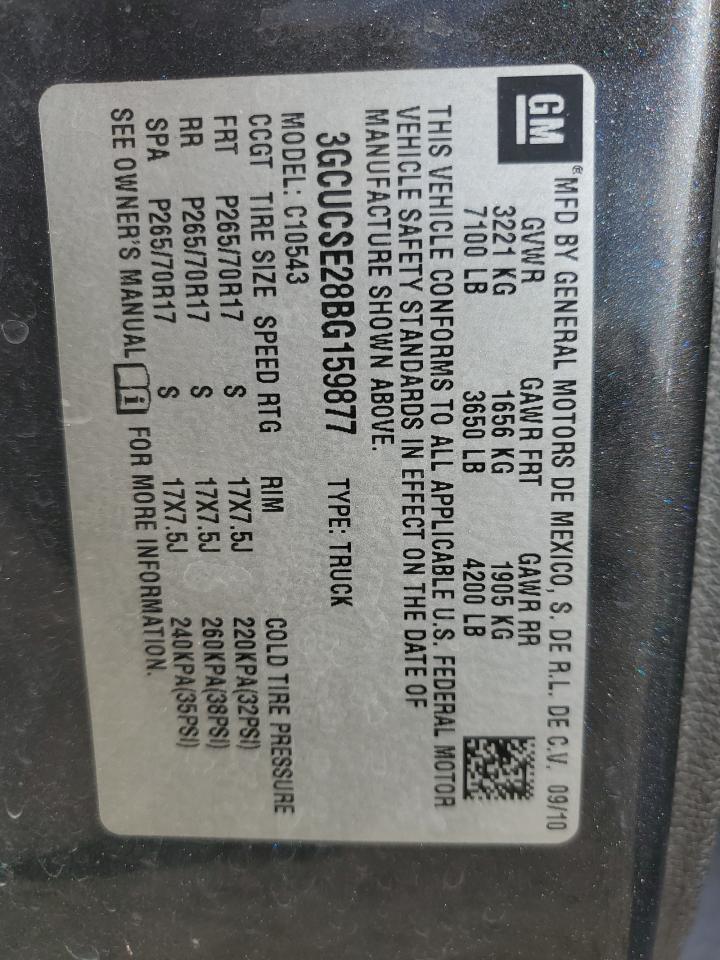 GM
® MFD BY GENERAL MOTORS DE MEXICO, S. DE R.L. DE C.V. 09/10
GVWR GAWR FRT GAWR RR
3221 KG 1656 KG 1905 KG
7100 LB 3650 LB 4200 LB
THIS VEHICLE CONFORMS TO ALL APPLICABLE U.S. FEDERAL MOTOR
VEHICLE SAFETY STANDARDS IN EFFECT ON THE DATE OF
MANUFACTURE SHOWN ABOVE.
3GCUCSE28BG159877 TYPE: TRUCK
MODEL: C10543
CCGT TIRE SIZE SPEED RTG RIM COLD TIRE PRESSURE
FRT P265/70R17 S 17X7.5J 220KPA(32PSI)
RR P265/70R17 S 17X7.5J 260KPA(38PSI)
SPA P265/70R17 S 17X7.5J 240KPA(35PSI)
SEE OWNER'S MANUAL i FOR MORE INFORMATION.